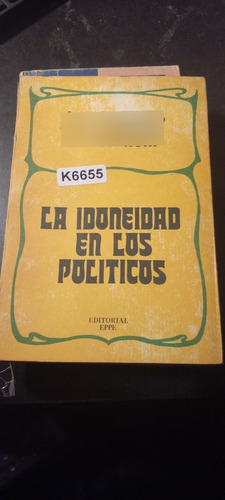 K6655
LA IDONEIDAD
EN LOS
POLITICOS
EDITORIAL
EPPE